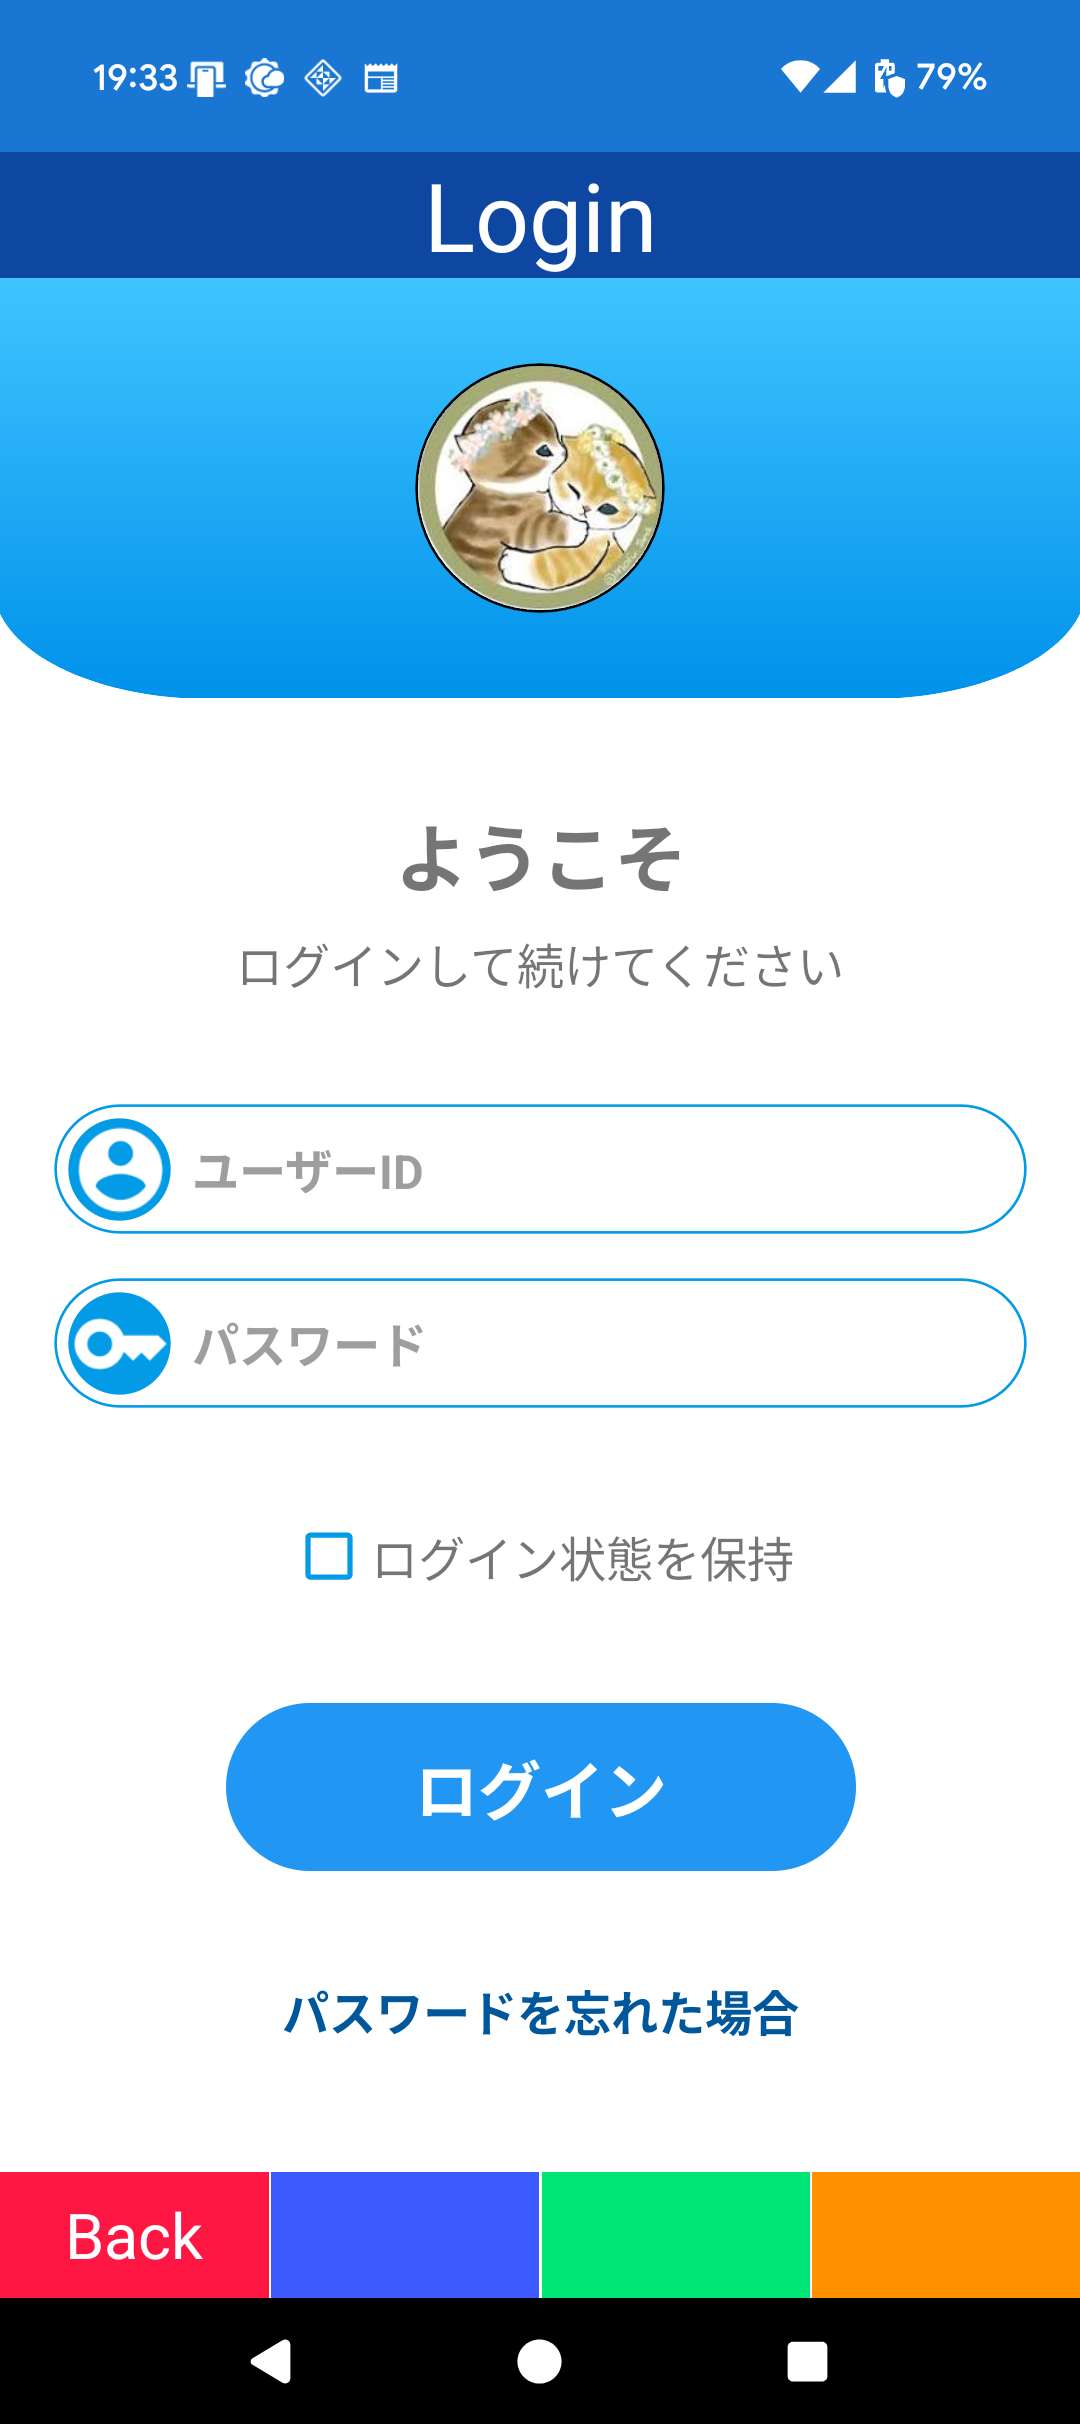 19:33 79%
Login
ようこそ
ログインして続けてください
ユーザーID
パスワード
ログイン状態を保持
ログイン
パスワードを忘れた場合
Back